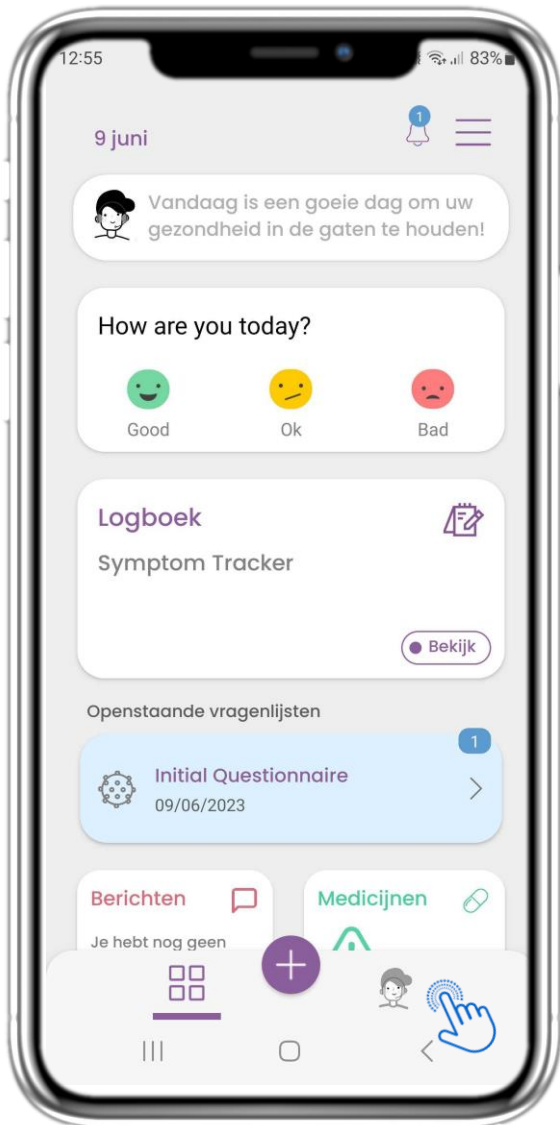 12:55
83%
9 juni
1
Vandaag is een goeie dag om uw
gezondheid in de gaten te houden!
How are you today?
Good
Ok
Bad
Logboek
Symptom Tracker
Bekijk
Openstaande vragenlijsten
1
Initial Questionnaire
09/06/2023
Berichten
Medicijnen
Je hebt nog geen